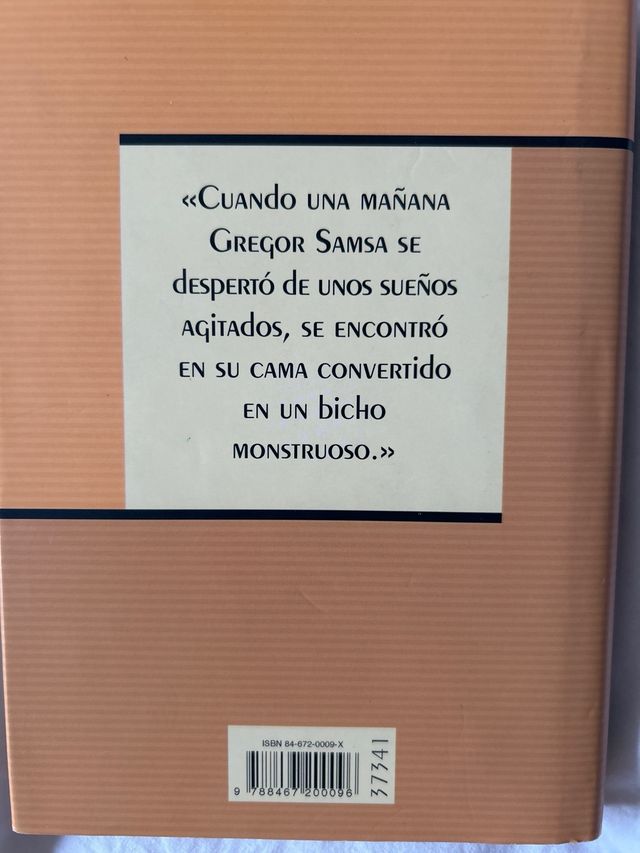 «Cuando una mañana
Gregor Samsa se
despertó de unos sueños
agitados, se encontró
en su cama convertido
en un bicho
monstruoso.»
ISBN 84-672-0009-X
9 788467 200096
37341